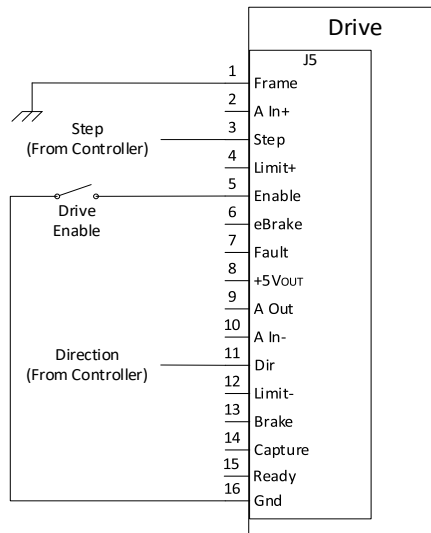 Drive
J5
1 Frame
2 A In+
Step
(From Controller)
3 Step
4 Limit+
5 Enable
Drive
Enable
6 eBrake
7 Fault
8 +5VOUT
9 A Out
10 A In-
Direction
(From Controller)
11 Dir
12 Limit-
13 Brake
14 Capture
15 Ready
16 Gnd